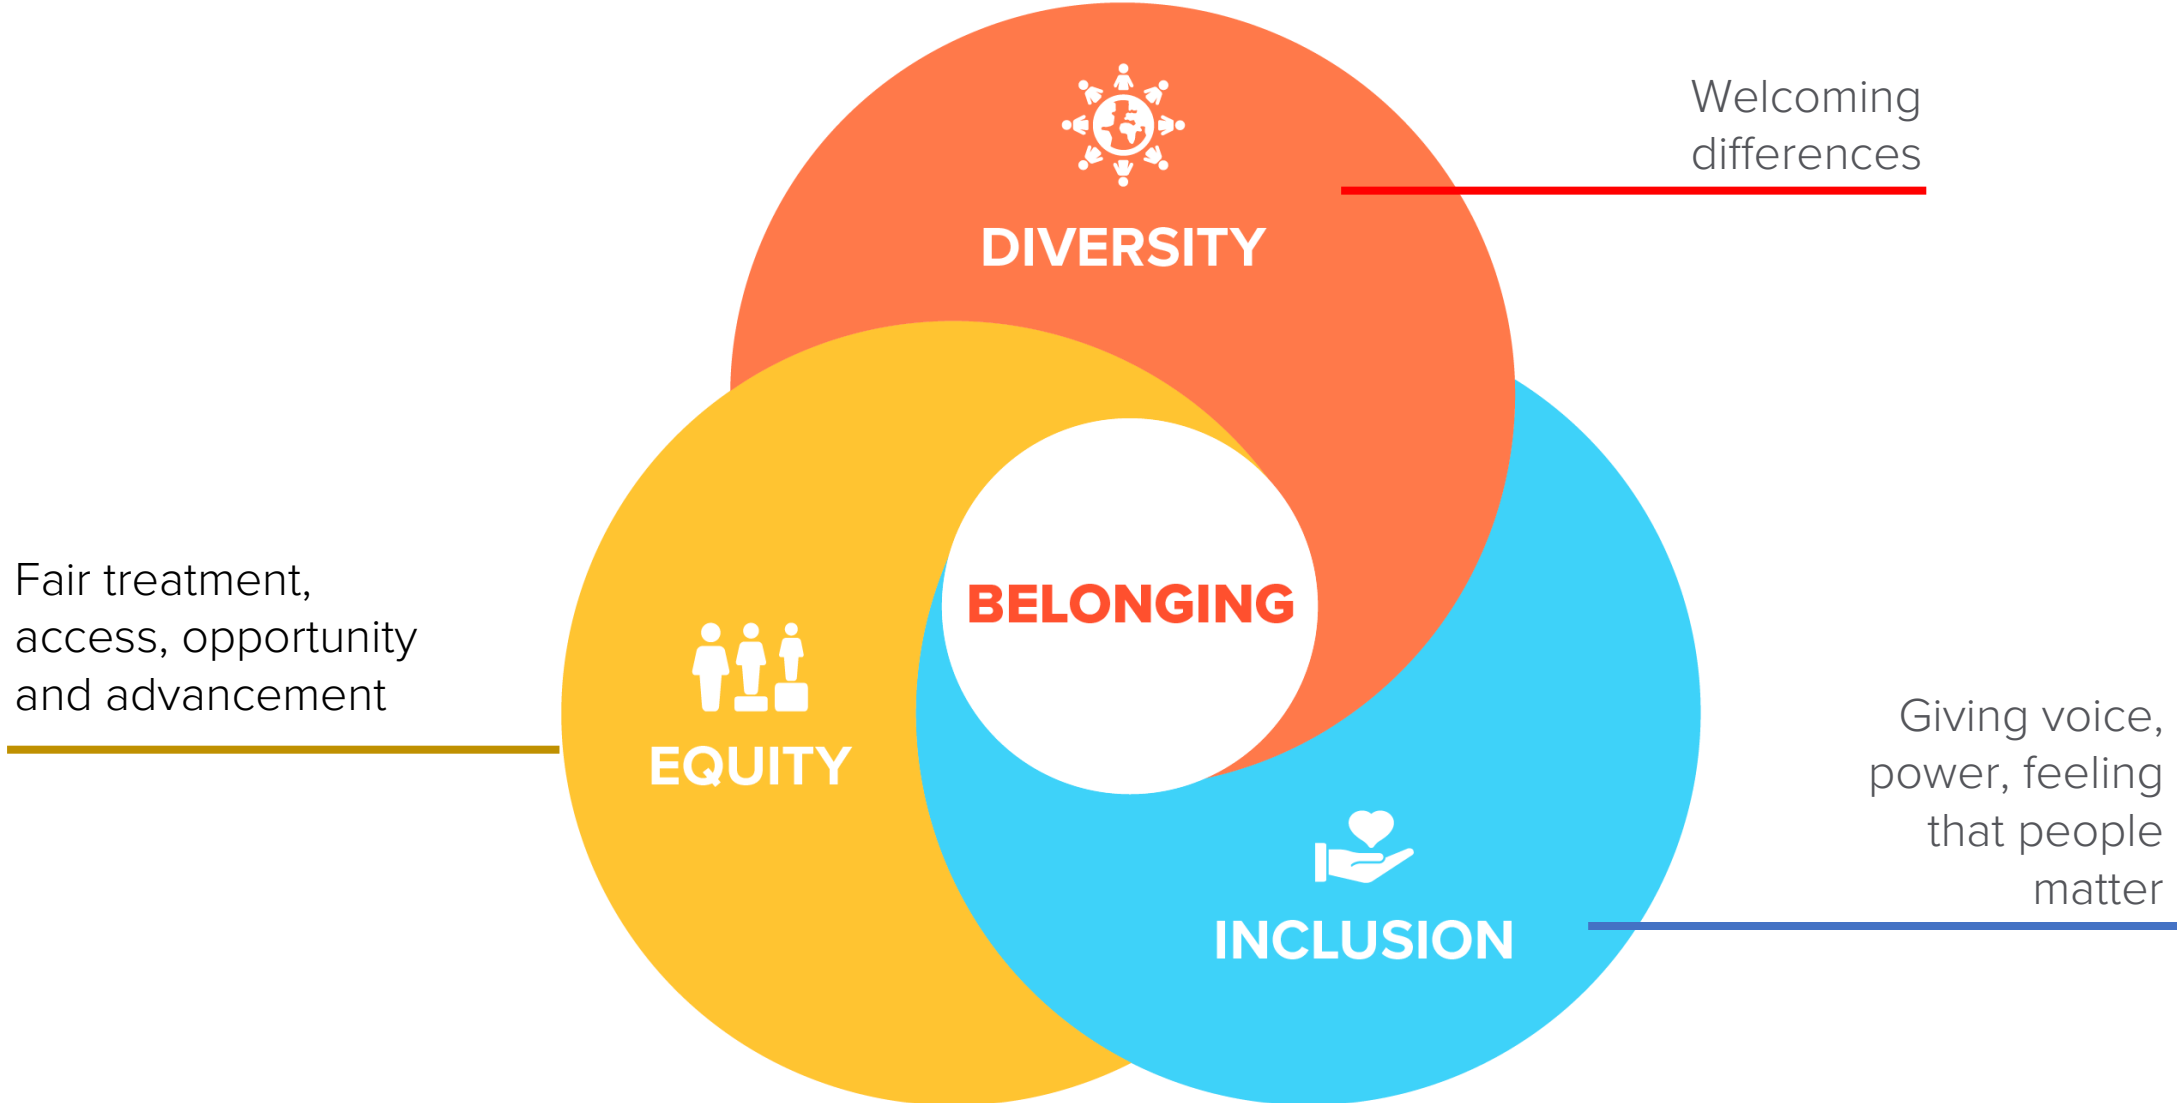 Welcoming
differences
DIVERSITY
Fair treatment,
access, opportunity
and advancement
BELONGING
EQUITY
Giving voice,
power, feeling
that people
matter
INCLUSION